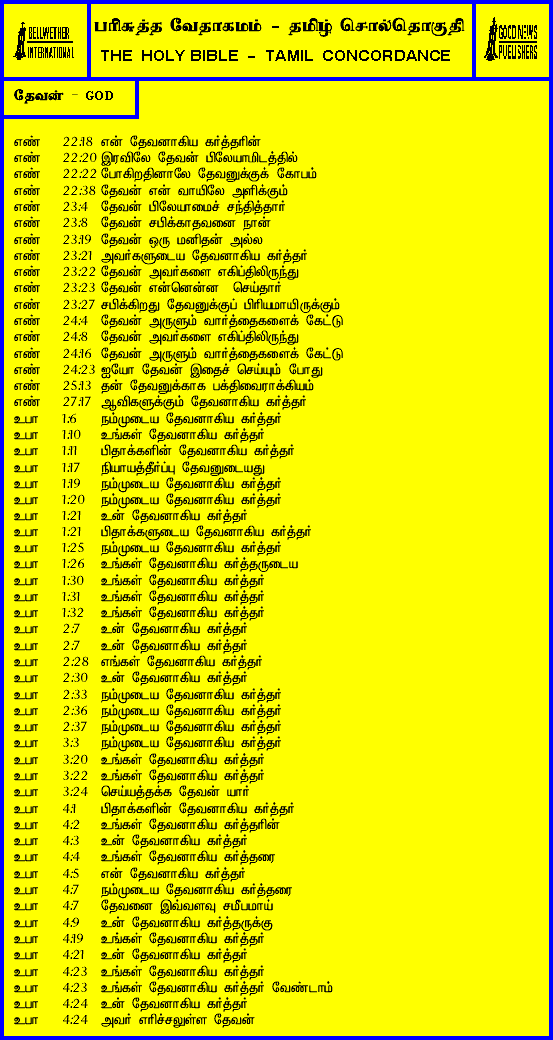 BELLWETHER
INTERNATIONAL
பரிசுத்த வேதாகமம் - தமிழ் சொல்தொகுதி
THE HOLY BIBLE - TAMIL CONCORDANCE
GOOD NEWS
PUBLISHERS
தேவன் - GOD
எண் 22:18 என் தேவனாகிய கர்த்தரின்
எண் 22:20 இரவிலே தேவன் பிலேயாமிடத்தில்
எண் 22:22 போகிறதினாலே தேவனுக்குக் கோபம்
எண் 22:38 தேவன் என் வாயிலே அளிக்கும்
எண் 23:4 தேவன் பிலேயாமைச் சந்தித்தார்
எண் 23:8 தேவன் சபிக்காதவனை நான்
எண் 23:19 தேவன் ஒரு மனிதன் அல்ல
எண் 23:21 அவர்களுடைய தேவனாகிய கர்த்தர்
எண் 23:22 தேவன் அவர்களை எகிப்திலிருந்து
எண் 23:23 தேவன் என்னென்ன செய்தார்
எண் 23:27 சபிக்கிறது தேவனுக்குப் பிரியமாயிருக்கும்
எண் 24:4 தேவன் அருளும் வார்த்தைகளைக் கேட்டு
எண் 24:8 தேவன் அவர்களை எகிப்திலிருந்து
எண் 24:16 தேவன் அருளும் வார்த்தைகளைக் கேட்டு
எண் 24:23 ஐயோ தேவன் இதைச் செய்யும் போது
எண் 25:13 தன் தேவனுக்காக பக்திவைராக்கியம்
எண் 27:17 ஆவிகளுக்கும் தேவனாகிய கர்த்தர்
உபா 1:6 நம்முடைய தேவனாகிய கர்த்தர்
உபா 1:10 உங்கள் தேவனாகிய கர்த்தர்
உபா 1:11 பிதாக்களின் தேவனாகிய கர்த்தர்
உபா 1:17 நியாயத்தீர்ப்பு தேவனுடையது
உபா 1:19 நம்முடைய தேவனாகிய கர்த்தர்
உபா 1:20 நம்முடைய தேவனாகிய கர்த்தர்
உபா 1:21 உன் தேவனாகிய கர்த்தர்
உபா 1:21 பிதாக்களுடைய தேவனாகிய கர்த்தர்
உபா 1:25 நம்முடைய தேவனாகிய கர்த்தர்
உபா 1:26 உங்கள் தேவனாகிய கர்த்தருடைய
உபா 1:30 உங்கள் தேவனாகிய கர்த்தர்
உபா 1:31 உங்கள் தேவனாகிய கர்த்தர்
உபா 1:32 உங்கள் தேவனாகிய கர்த்தர்
உபா 2:7 உன் தேவனாகிய கர்த்தர்
உபா 2:7 உன் தேவனாகிய கர்த்தர்
உபா 2:28 எங்கள் தேவனாகிய கர்த்தர்
உபா 2:30 உன் தேவனாகிய கர்த்தர்
உபா 2:33 நம்முடைய தேவனாகிய கர்த்தர்
உபா 2:36 நம்முடைய தேவனாகிய கர்த்தர்
உபா 2:37 நம்முடைய தேவனாகிய கர்த்தர்
உபா 3:3 நம்முடைய தேவனாகிய கர்த்தர்
உபா 3:20 உங்கள் தேவனாகிய கர்த்தர்
உபா 3:22 உங்கள் தேவனாகிய கர்த்தர்
உபா 3:24 செய்யத்தக்க தேவன் யார்
உபா 4:1 பிதாக்களின் தேவனாகிய கர்த்தர்
உபா 4:2 உங்கள் தேவனாகிய கர்த்தரின்
உபா 4:3 உன் தேவனாகிய கர்த்தர்
உபா 4:4 உங்கள் தேவனாகிய கர்த்தரை
உபா 4:5 என் தேவனாகிய கர்த்தர்
உபா 4:7 நம்முடைய தேவனாகிய கர்த்தரை
உபா 4:7 தேவனை இவ்வளவு சமீபமாய்
உபா 4:9 உன் தேவனாகிய கர்த்தருக்கு
உபா 4:19 உங்கள் தேவனாகிய கர்த்தர்
உபா 4:21 உன் தேவனாகிய கர்த்தர்
உபா 4:23 உங்கள் தேவனாகிய கர்த்தர்
உபா 4:23 உங்கள் தேவனாகிய கர்த்தர் வேண்டாம்
உபா 4:24 உன் தேவனாகிய கர்த்தர்
உபா 4:24 அவர் எரிச்சலுள்ள தேவன்